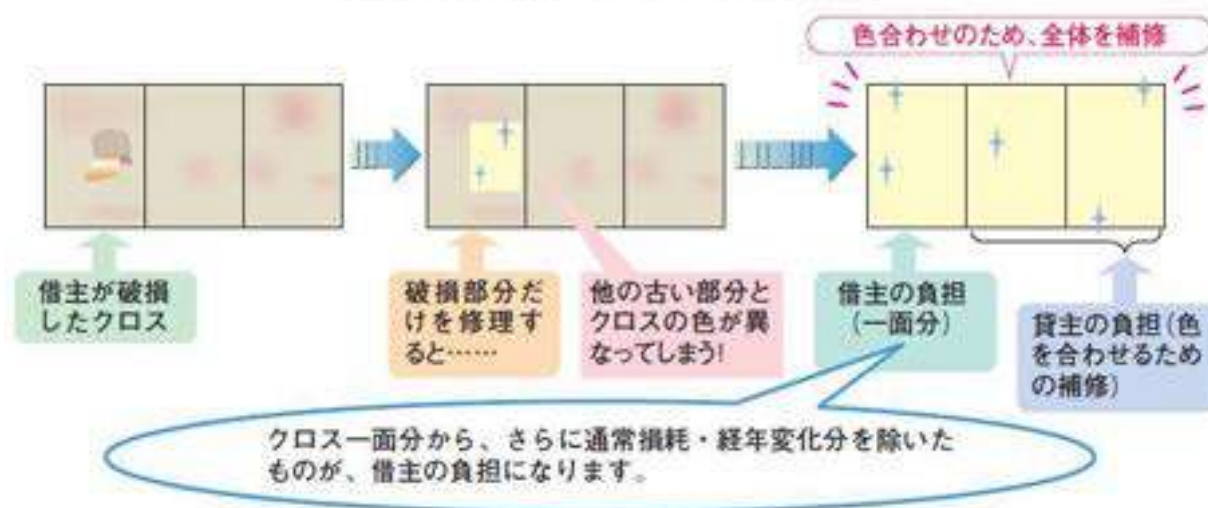 色合わせのため、全体を補修
借主が破損
したクロス
破損部分だ
けを修理す
ると……
他の古い部分と
クロスの色が異
なってしまう!
借主の負担
(一面分)
貸主の負担(色
を合わせるため
の補修)
クロス一面分から、さらに通常損耗・経年変化分を除いた
ものが、借主の負担になります。